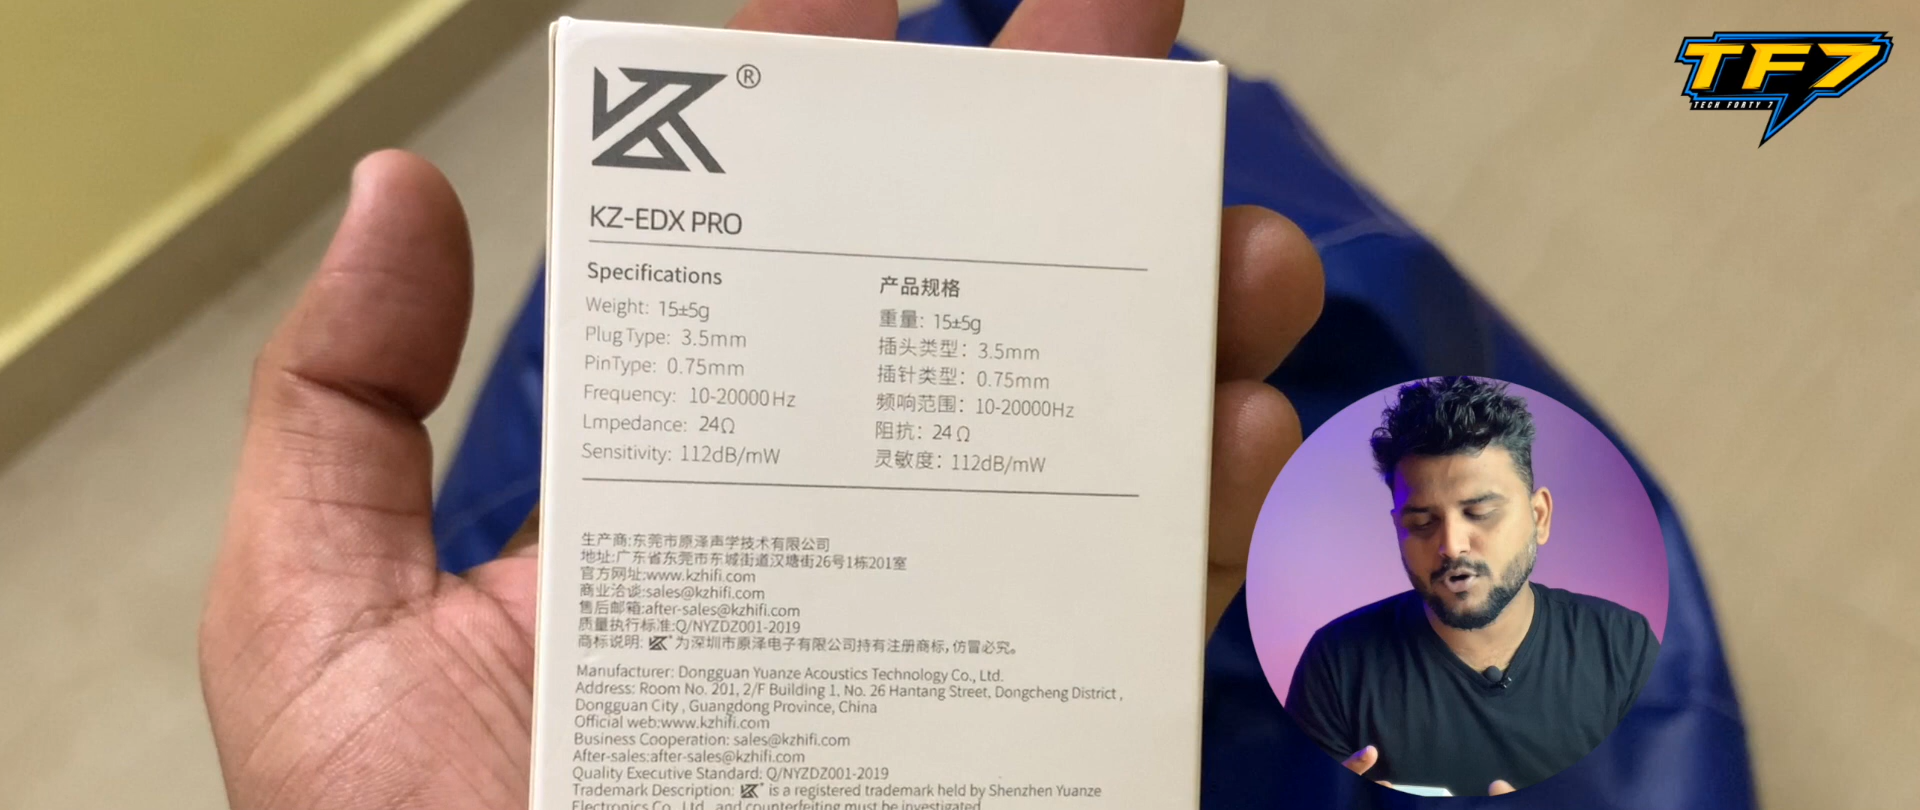 KZ®
KZ-EDX PRO
Specifications
Weight: 15±5g
Plug Type: 3.5mm
PinType: 0.75mm
Frequency: 10-20000Hz
Lmpedance: 24Ω
Sensitivity: 112dB/mW
产品规格
重量: 15±5g
插头类型: 3.5mm
插针类型: 0.75mm
频响范围: 10-20000Hz
阻抗: 24Ω
灵敏度: 112dB/mW
生产商:东莞市原泽声学技术有限公司
地址:广东省东莞市东城街道汉塘街26号1栋201室
官方网址:www.kzhifi.com
商业洽谈:sales@kzhifi.com
售后邮箱:after-sales@kzhifi.com
质量执行标准:Q/NYZDZ001-2019
商标说明: KZ® 为深圳市原泽电子有限公司持有注册商标,仿冒必究。
Manufacturer: Dongguan Yuanze Acoustics Technology Co., Ltd.
Address: Room No. 201, 2/F Building 1, No. 26 Hantang Street, Dongcheng District ,
Dongguan City , Guangdong Province, China
Official web:www.kzhifi.com
Business Cooperation: sales@kzhifi.com
After-sales:after-sales@kzhifi.com
Quality Executive Standard: Q/NYZDZ001-2019
Trademark Description: KZ® is a registered trademark held by Shenzhen Yuanze
Electronics Co., Ltd., and counterfeiting must be investigated
TF7
TECH FORTY 7